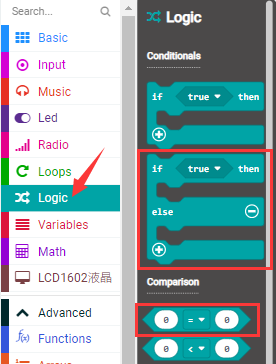 Search...
Basic
Input
Music
Led
Radio
Loops
Logic
Variables
Math
LCD1602液晶
Advanced
Functions
Logic
Conditionals
if true then
if true then
else
Comparison
0 = 0
0 < 0